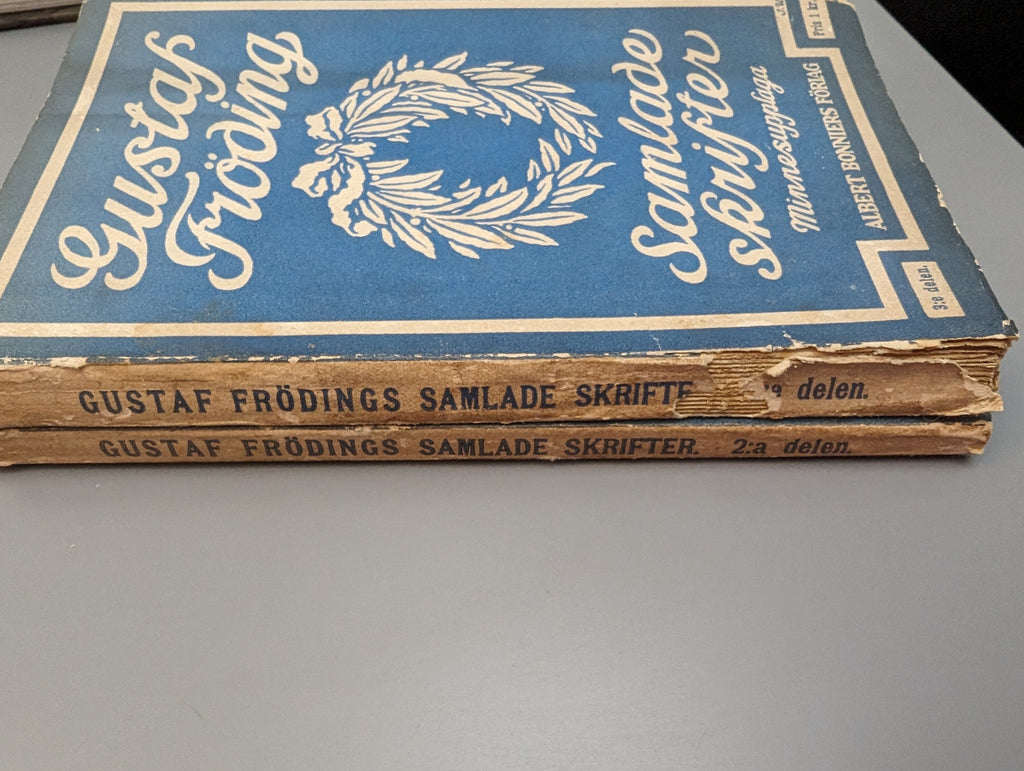 Gustaf
Fröding
Samlade
skrifter
Minnesupplaga
ALBERT BONNIERS FÖRLAG
Pris 1 kr.
3:e delen.
GUSTAF FRÖDINGS SAMLADE SKRIFTE :a delen.
GUSTAF FRÖDINGS SAMLADE SKRIFTER. 2:a delen.